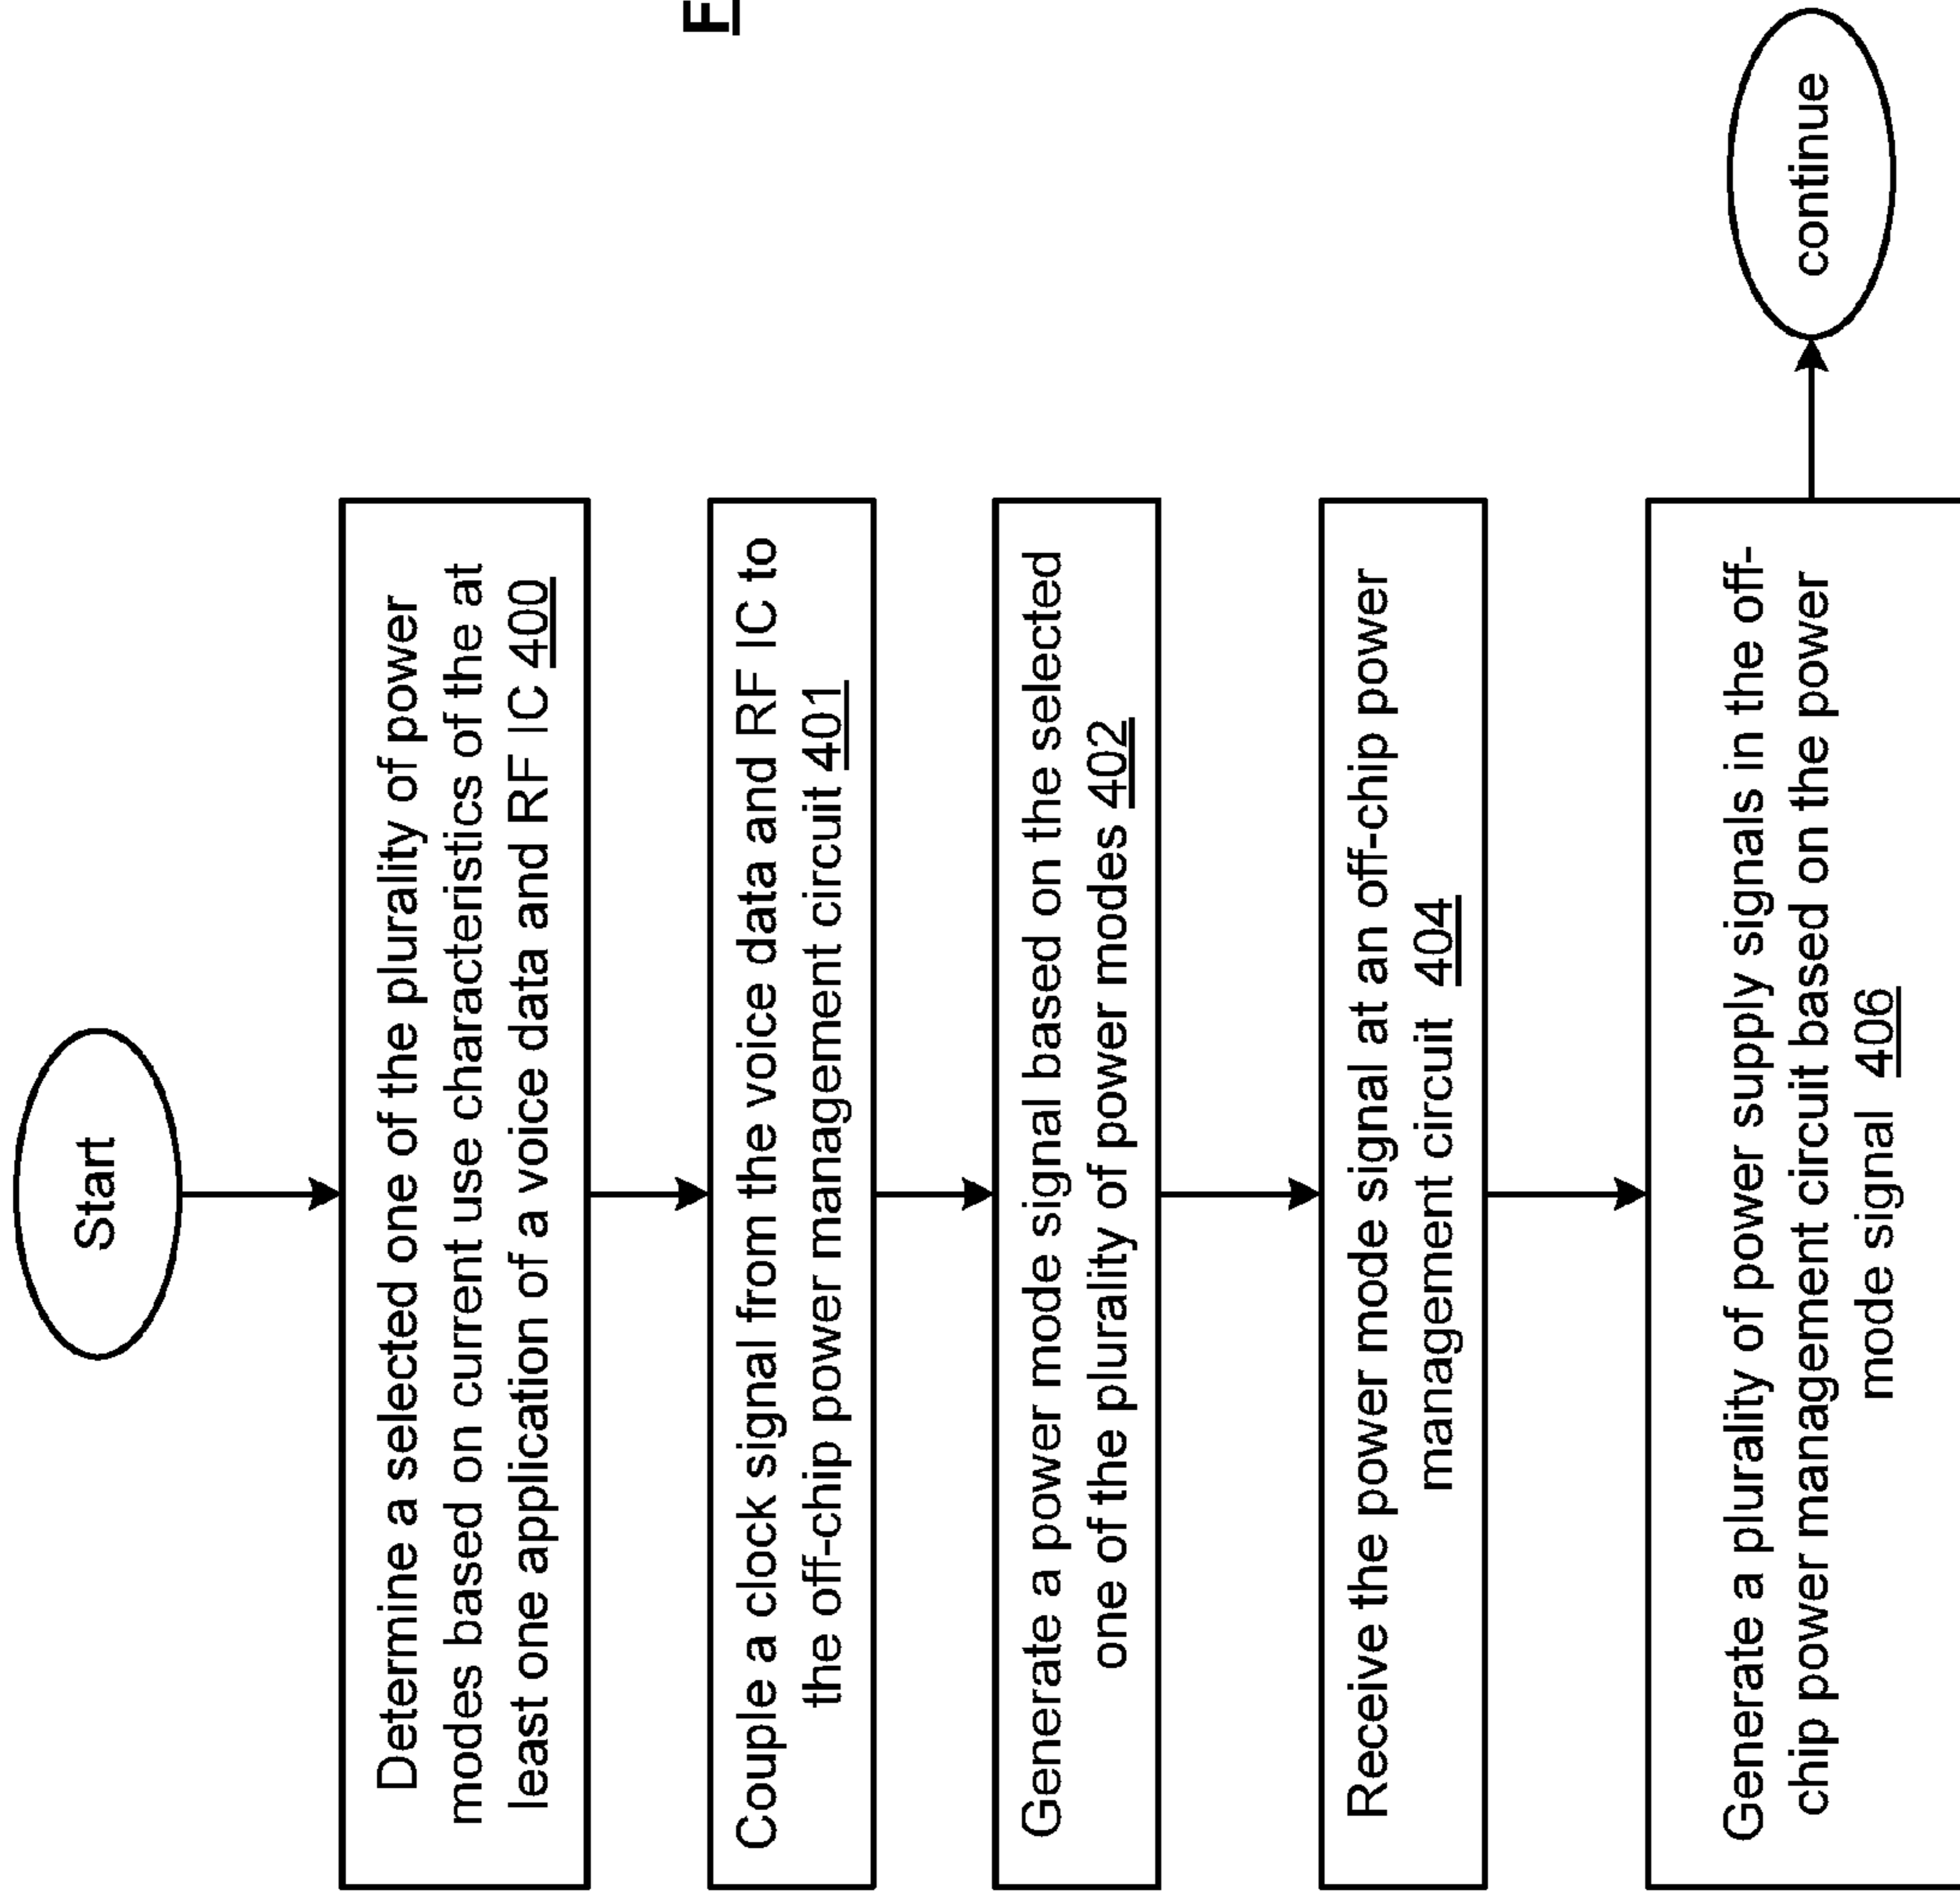 Start
Determine a selected one of the plurality of power
modes based on current use characteristics of the at
least one application of a voice data and RF IC 400
Couple a clock signal from the voice data and RF IC to
the off-chip power management circuit 401
Generate a power mode signal based on the selected
one of the plurality of power modes 402
Receive the power mode signal at an off-chip power
management circuit 404
Generate a plurality of power supply signals in the off-
chip power management circuit based on the power
mode signal 406
continue
F